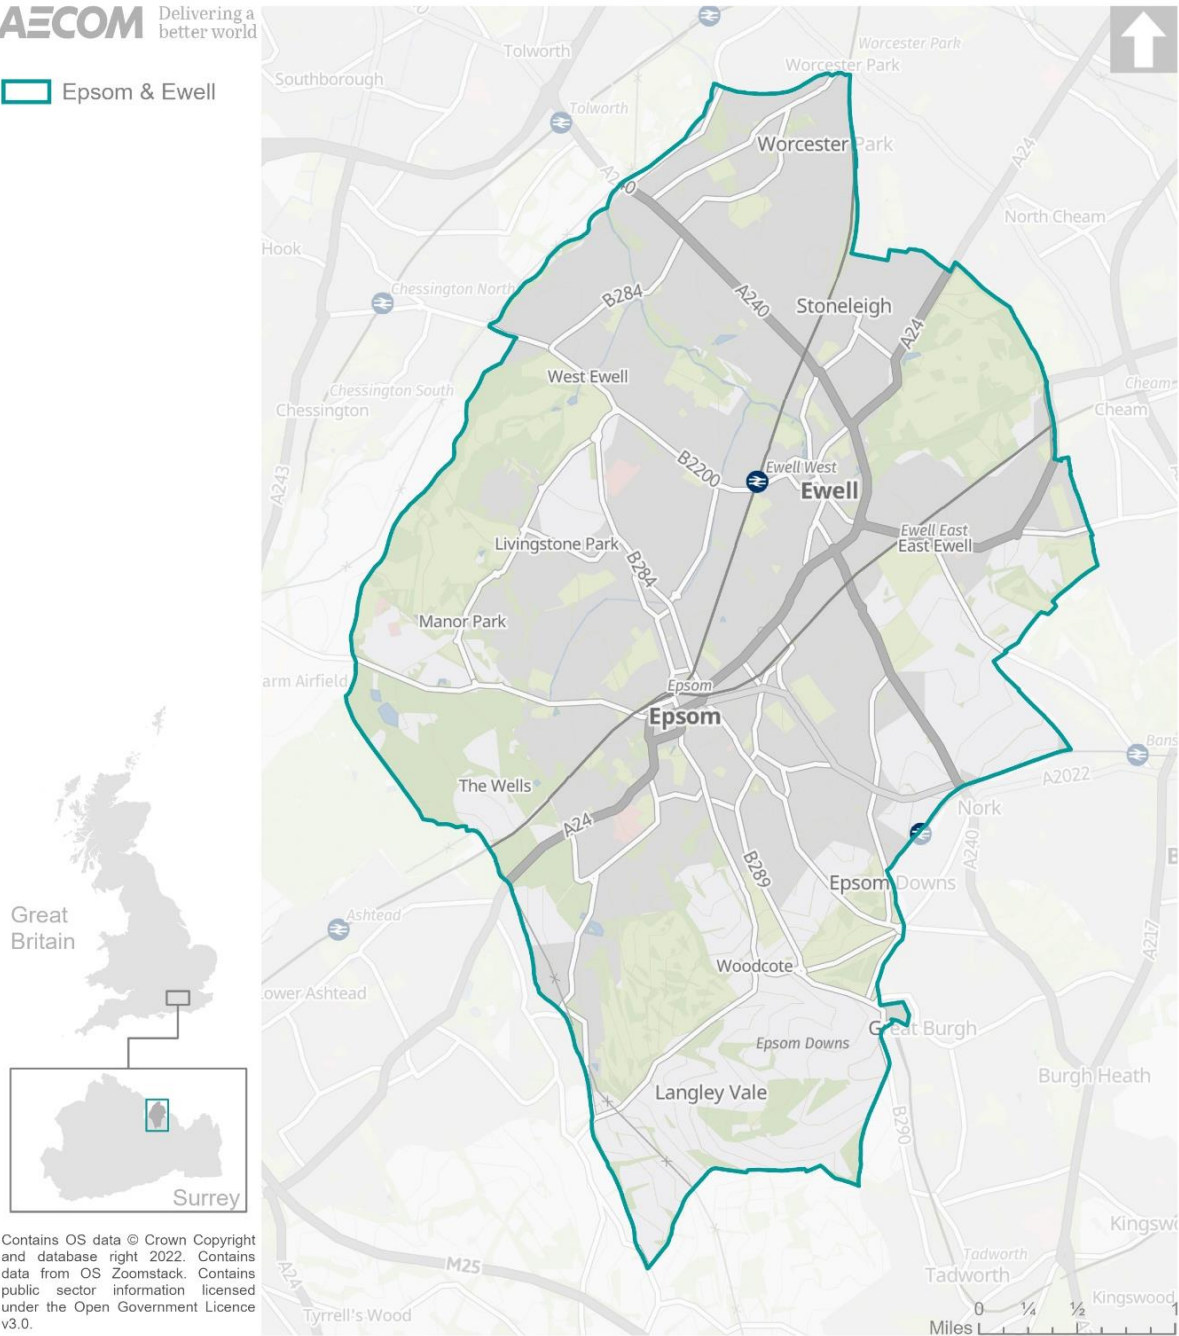 AECOM
Delivering a
better world
Epsom & Ewell
Worcester Park
Worcester Park
Tolworth
Southborough
Tolworth
Worcester Park
A24
A240
North Cheam
Hook
Chessington North
B284
A240
Stoneleigh
A24
West Ewell
Chessington South
Chessington
Cheam
Cheam
B2200
Ewell West
A243
Ewell
Livingstone Park
Ewell East
East Ewell
B284
Manor Park
arm Airfield
Epsom
Epsom
Bans
A2022
The Wells
Nork
A24
A240
B289
Epsom Downs
Ashtead
A217
Woodcote
Lower Ashtead
Great Burgh
Epsom Downs
Burgh Heath
Langley Vale
B290
Kingswo
Tadworth
Tadworth
M25
A24
Kingswood
Tyrrell's Wood
0 ¼ ½ 1
Miles
Great
Britain
Surrey
Contains OS data © Crown Copyright
and database right 2022. Contains
data from OS Zoomstack. Contains
public sector information licensed
under the Open Government Licence
v3.0.